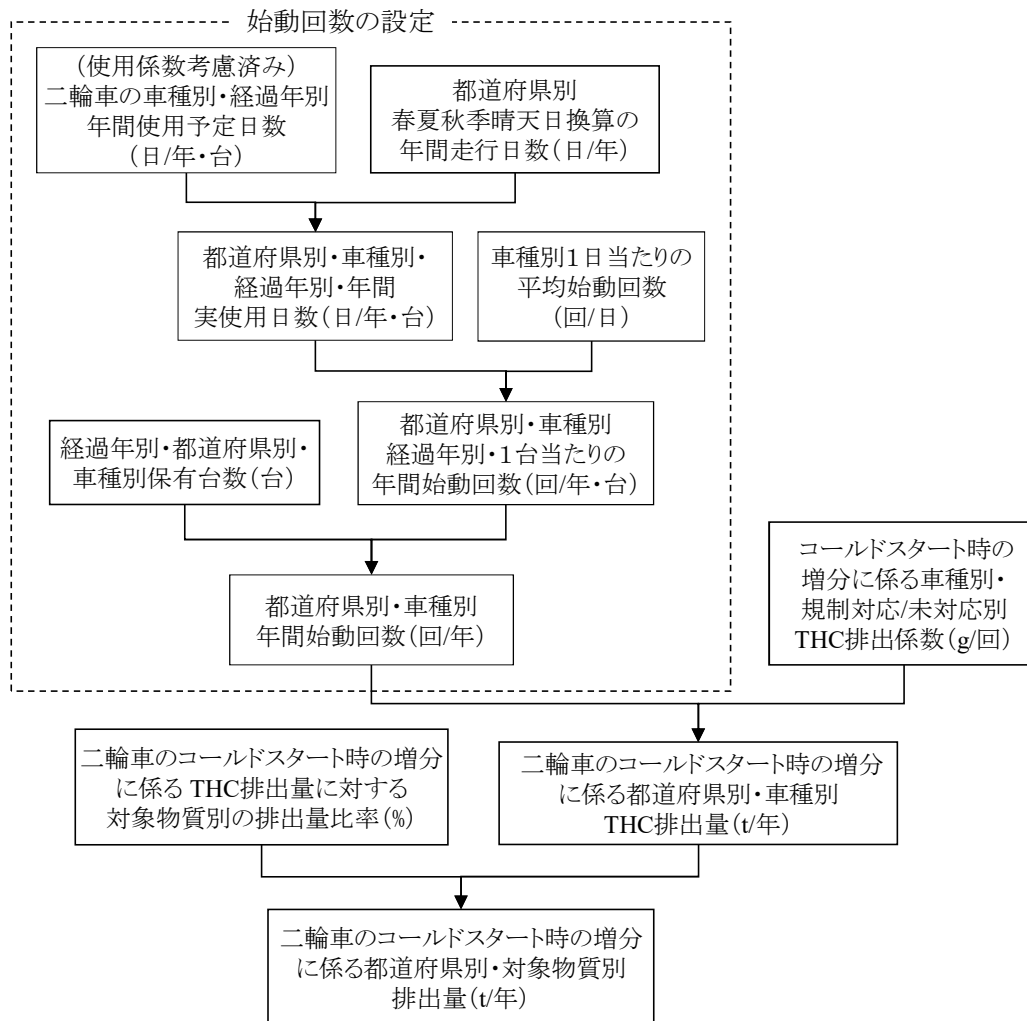 始動回数の設定
(使用係数考慮済み)
二輪車の車種別・経過年別
年間使用予定日数
(日/年・台)
都道府県別
春夏秋季晴天日換算の
年間走行日数(日/年)
都道府県別・車種別・
経過年別・年間
実使用日数(日/年・台)
車種別1日当たりの
平均始動回数
(回/日)
経過年別・都道府県別・
車種別保有台数(台)
都道府県別・車種別
経過年別・1台当たりの
年間始動回数(回/年・台)
都道府県別・車種別
年間始動回数(回/年)
コールドスタート時の
増分に係る車種別・
規制対応/未対応別
THC排出係数(g/回)
二輪車のコールドスタート時の増分
に係る THC排出量に対する
対象物質別の排出量比率(%)
二輪車のコールドスタート時の増分
に係る都道府県別・車種別
THC排出量(t/年)
二輪車のコールドスタート時の増分
に係る都道府県別・対象物質別
排出量(t/年)